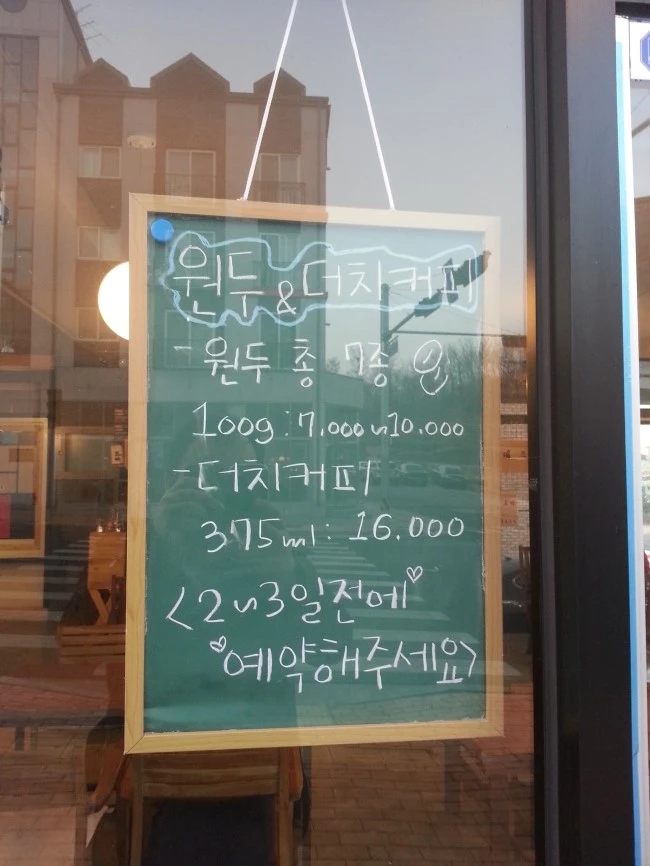 원두 & 더치커피
- 원두 총 7종
100g : 7.000~10.000
- 더치커피
375ml : 16.000
<2~3일전에♡
♡예약해주세요>